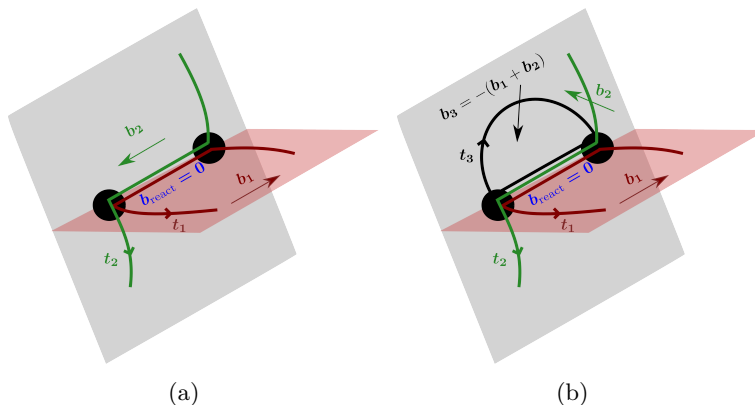 b₂
b_react = 0
b₁
t₁
t₂
(a)
b₃ = −(b₁ + b₂)
b₂
t₃
b_react = 0
b₁
t₁
t₂
(b)